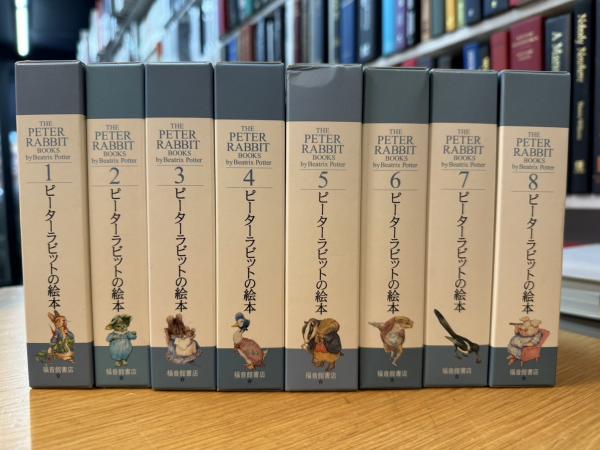 THE
PETER
RABBIT
BOOKS
by Beatrix Potter
1
ピーターラビットの絵本
福音館書店
THE
PETER
RABBIT
BOOKS
by Beatrix Potter
2
ピーターラビットの絵本
福音館書店
THE
PETER
RABBIT
BOOKS
by Beatrix Potter
3
ピーターラビットの絵本
福音館書店
THE
PETER
RABBIT
BOOKS
by Beatrix Potter
4
ピーターラビットの絵本
福音館書店
THE
PETER
RABBIT
BOOKS
by Beatrix Potter
5
ピーターラビットの絵本
福音館書店
THE
PETER
RABBIT
BOOKS
by Beatrix Potter
6
ピーターラビットの絵本
福音館書店
THE
PETER
RABBIT
BOOKS
by Beatrix Potter
7
ピーターラビットの絵本
福音館書店
THE
PETER
RABBIT
BOOKS
by Beatrix Potter
8
ピーターラビットの絵本
福音館書店